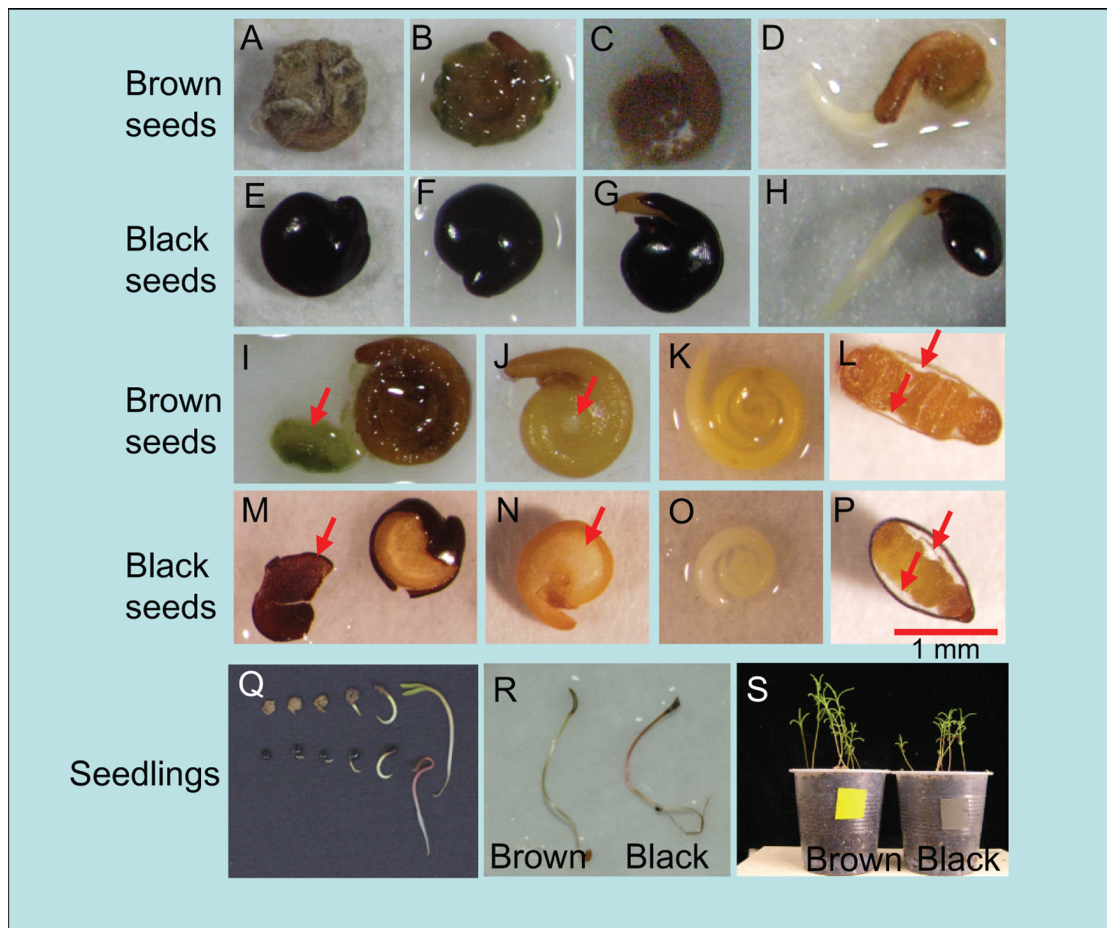 A B C D
Brown
seeds
E F G H
Black
seeds
I J K L
Brown
seeds
M N O P
Black
seeds
1 mm
Q R S
Seedlings
Brown Black
Brown Black